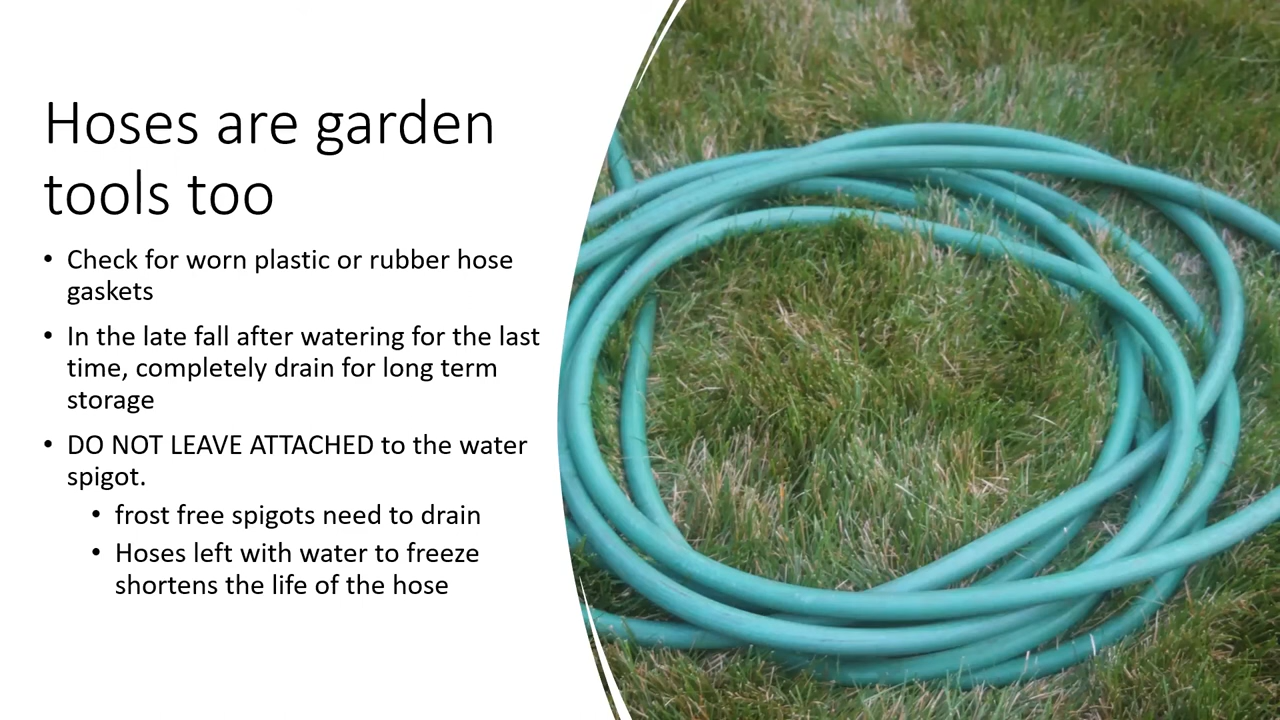 Hoses are garden
tools too
• Check for worn plastic or rubber hose
gaskets
• In the late fall after watering for the last
time, completely drain for long term
storage
• DO NOT LEAVE ATTACHED to the water
spigot.
• frost free spigots need to drain
• Hoses left with water to freeze
shortens the life of the hose